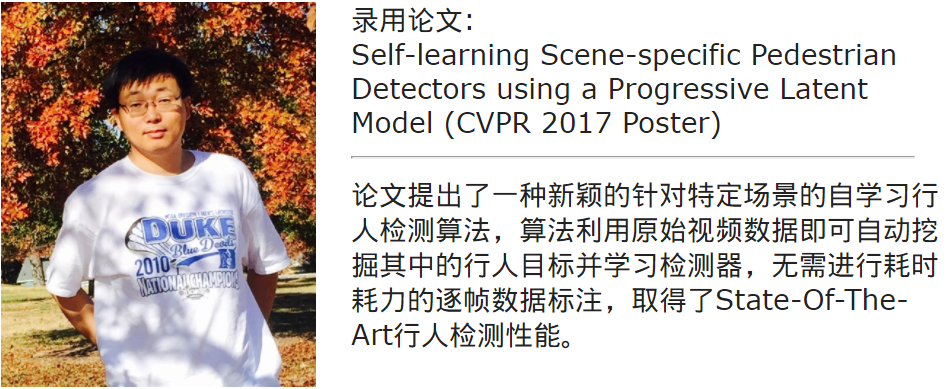 录用论文:
Self-learning Scene-specific Pedestrian
Detectors using a Progressive Latent
Model (CVPR 2017 Poster)
论文提出了一种新颖的针对特定场景的自学习行
人检测算法，算法利用原始视频数据即可自动挖
掘其中的行人目标并学习检测器，无需进行耗时
耗力的逐帧数据标注，取得了State-Of-The-
Art行人检测性能。
DUKE
Blue Devils
2010
NATIONAL CHAMPIONS